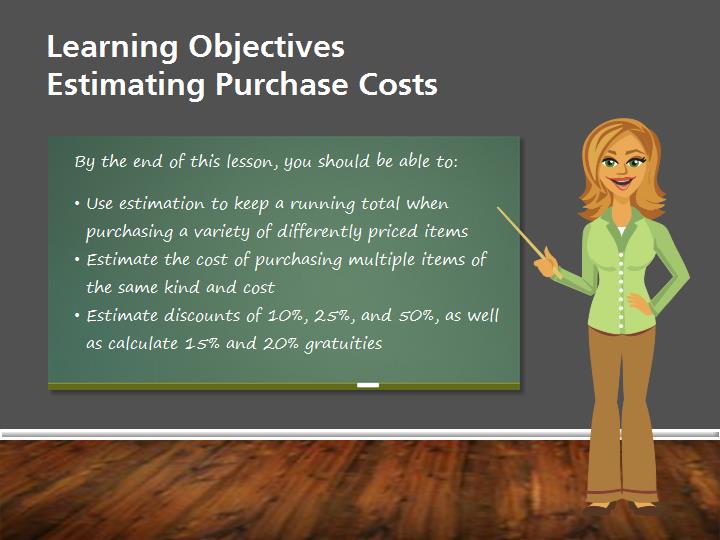 Learning Objectives
Estimating Purchase Costs
By the end of this lesson, you should be able to:
• Use estimation to keep a running total when
purchasing a variety of differently priced items
• Estimate the cost of purchasing multiple items of
the same kind and cost
• Estimate discounts of 10%, 25%, and 50%, as well
as calculate 15% and 20% gratuities